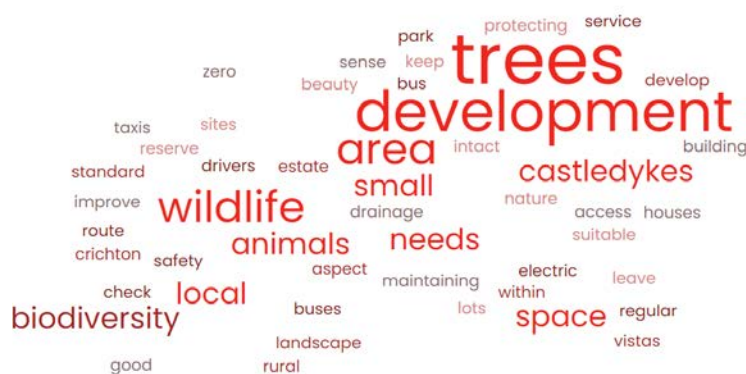 protecting service
park
trees
sense keep
zero
beauty bus develop
development
taxis sites
area intact building
reserve
standard drivers estate castledykes
small
improve wildlife nature
drainage access houses
route animals needs suitable
crichton safety aspect
maintaining electric leave
check local within
biodiversity buses lots space regular
landscape vistas
good rural